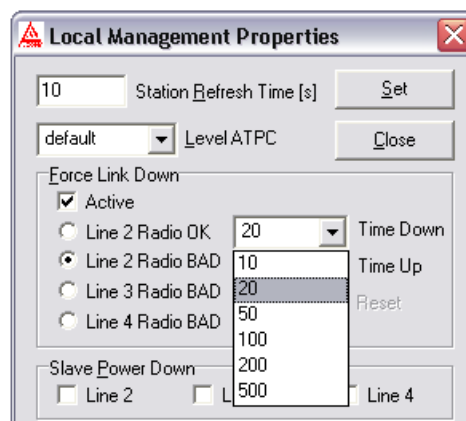 Local Management Properties
10 Station Refresh Time [s] Set
default Level ATPC Close
Force Link Down
Active
Line 2 Radio OK 20 Time Down
Line 2 Radio BAD 10 Time Up
Line 3 Radio BAD 20 Reset
Line 4 Radio BAD 50
100
200
500
Slave Power Down
Line 2 L Line 4